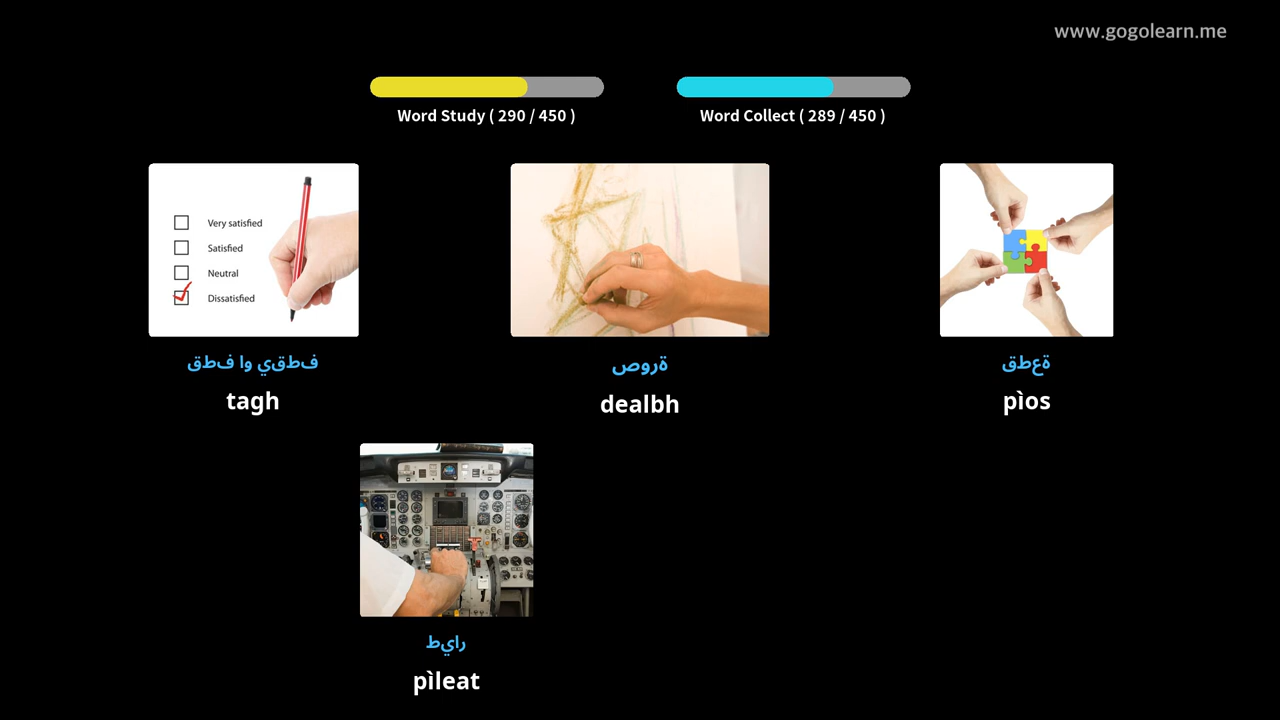 www.gogolearn.me
Word Study ( 290 / 450 )
Word Collect ( 289 / 450 )
Very satisfied
Satisfied
Neutral
Dissatisfied
فطقي وا فطق
ةروص
ةعطق
tagh
dealbh
pìos
رايط
pìleat